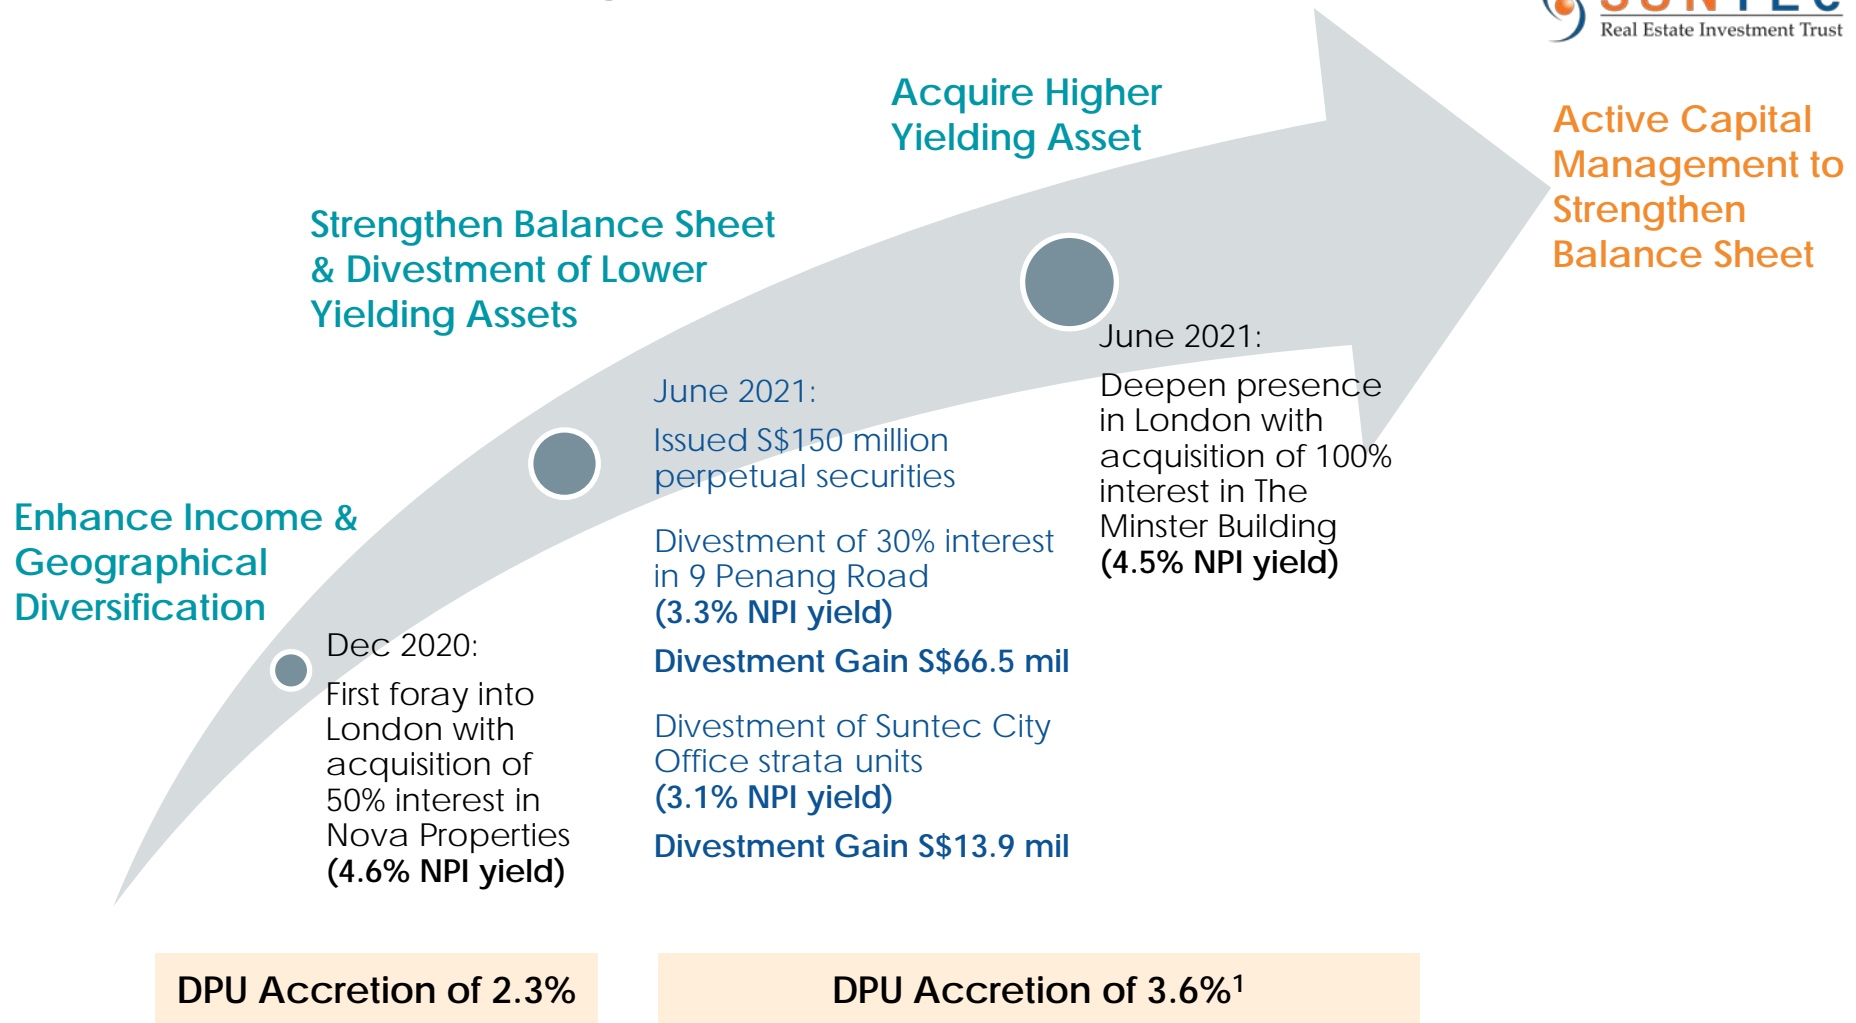 SUNTEC
Real Estate Investment Trust
Acquire Higher
Yielding Asset
Active Capital
Management to
Strengthen
Balance Sheet
Strengthen Balance Sheet
& Divestment of Lower
Yielding Assets
June 2021:
Deepen presence
in London with
acquisition of 100%
interest in The
Minster Building
(4.5% NPI yield)
June 2021:
Issued S$150 million
perpetual securities
Divestment of 30% interest
in 9 Penang Road
(3.3% NPI yield)
Divestment Gain S$66.5 mil
Divestment of Suntec City
Office strata units
(3.1% NPI yield)
Divestment Gain S$13.9 mil
Enhance Income &
Geographical
Diversification
Dec 2020:
First foray into
London with
acquisition of
50% interest in
Nova Properties
(4.6% NPI yield)
DPU Accretion of 2.3%
DPU Accretion of 3.6%¹